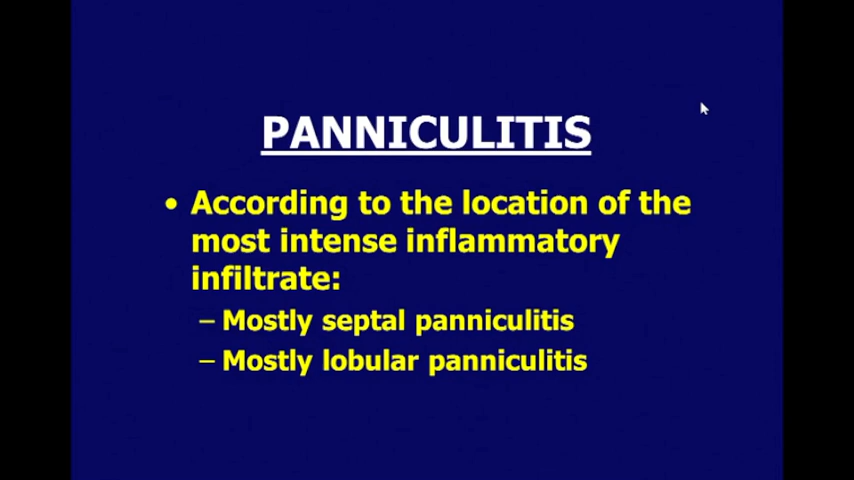 PANNICULITIS
• According to the location of the
most intense inflammatory
infiltrate:
– Mostly septal panniculitis
– Mostly lobular panniculitis